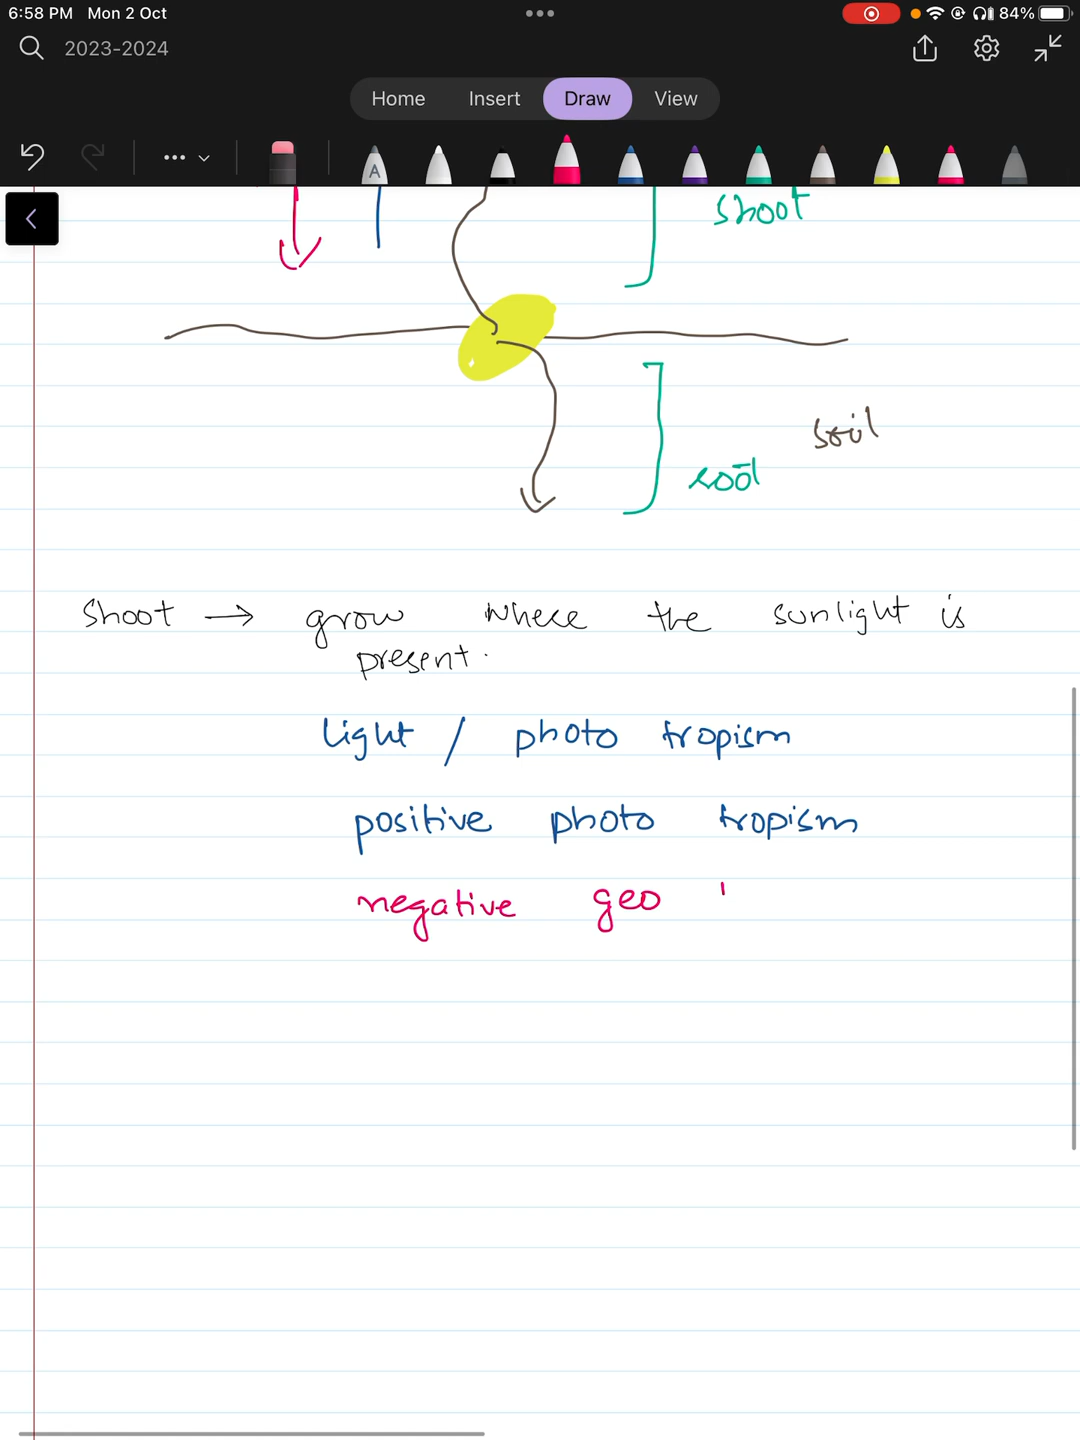 6:58 PM Mon 2 Oct 84%
2023-2024
Home Insert Draw View
A
shoot
soil
root
shoot → grow where the sunlight is
present.
light / photo tropism
positive photo tropism
negative geo